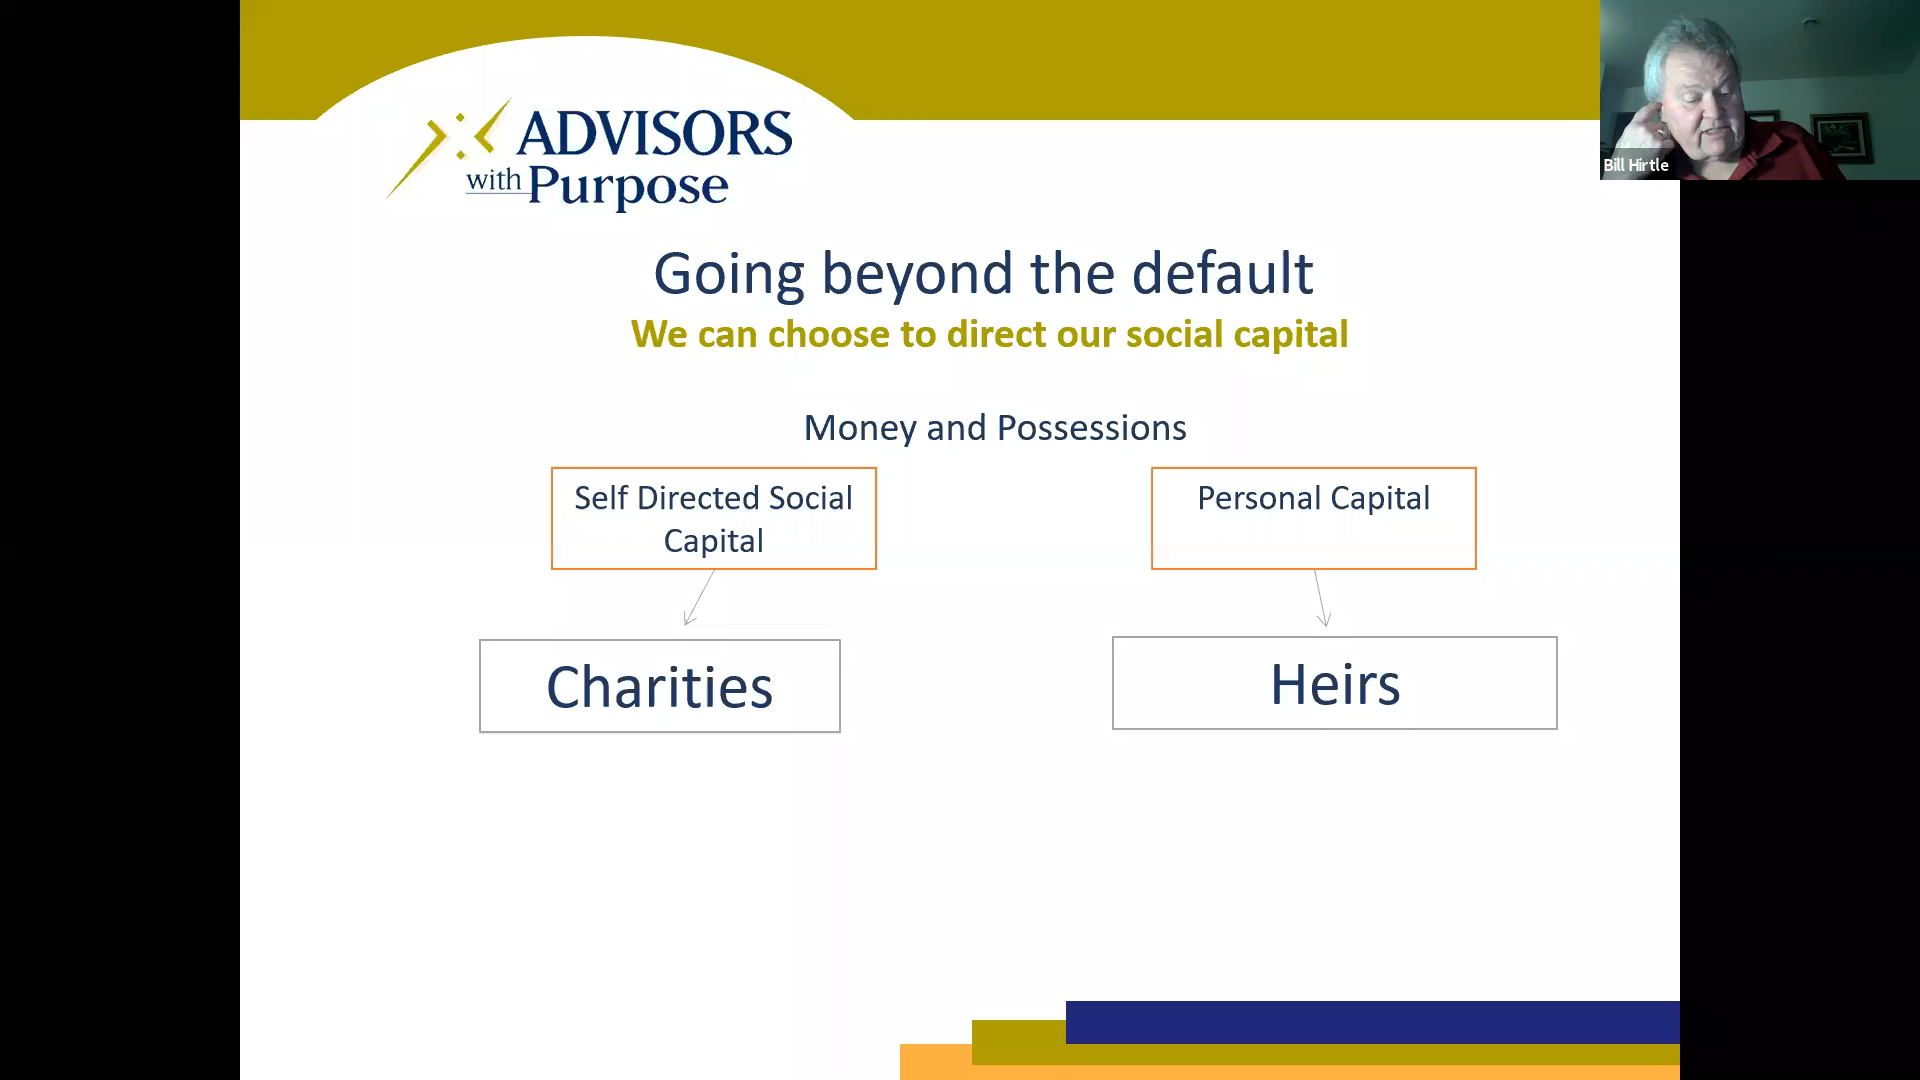 ADVISORS
with Purpose
Bill Hirtle
Going beyond the default
We can choose to direct our social capital
Money and Possessions
Self Directed Social
Capital
Personal Capital
Charities
Heirs